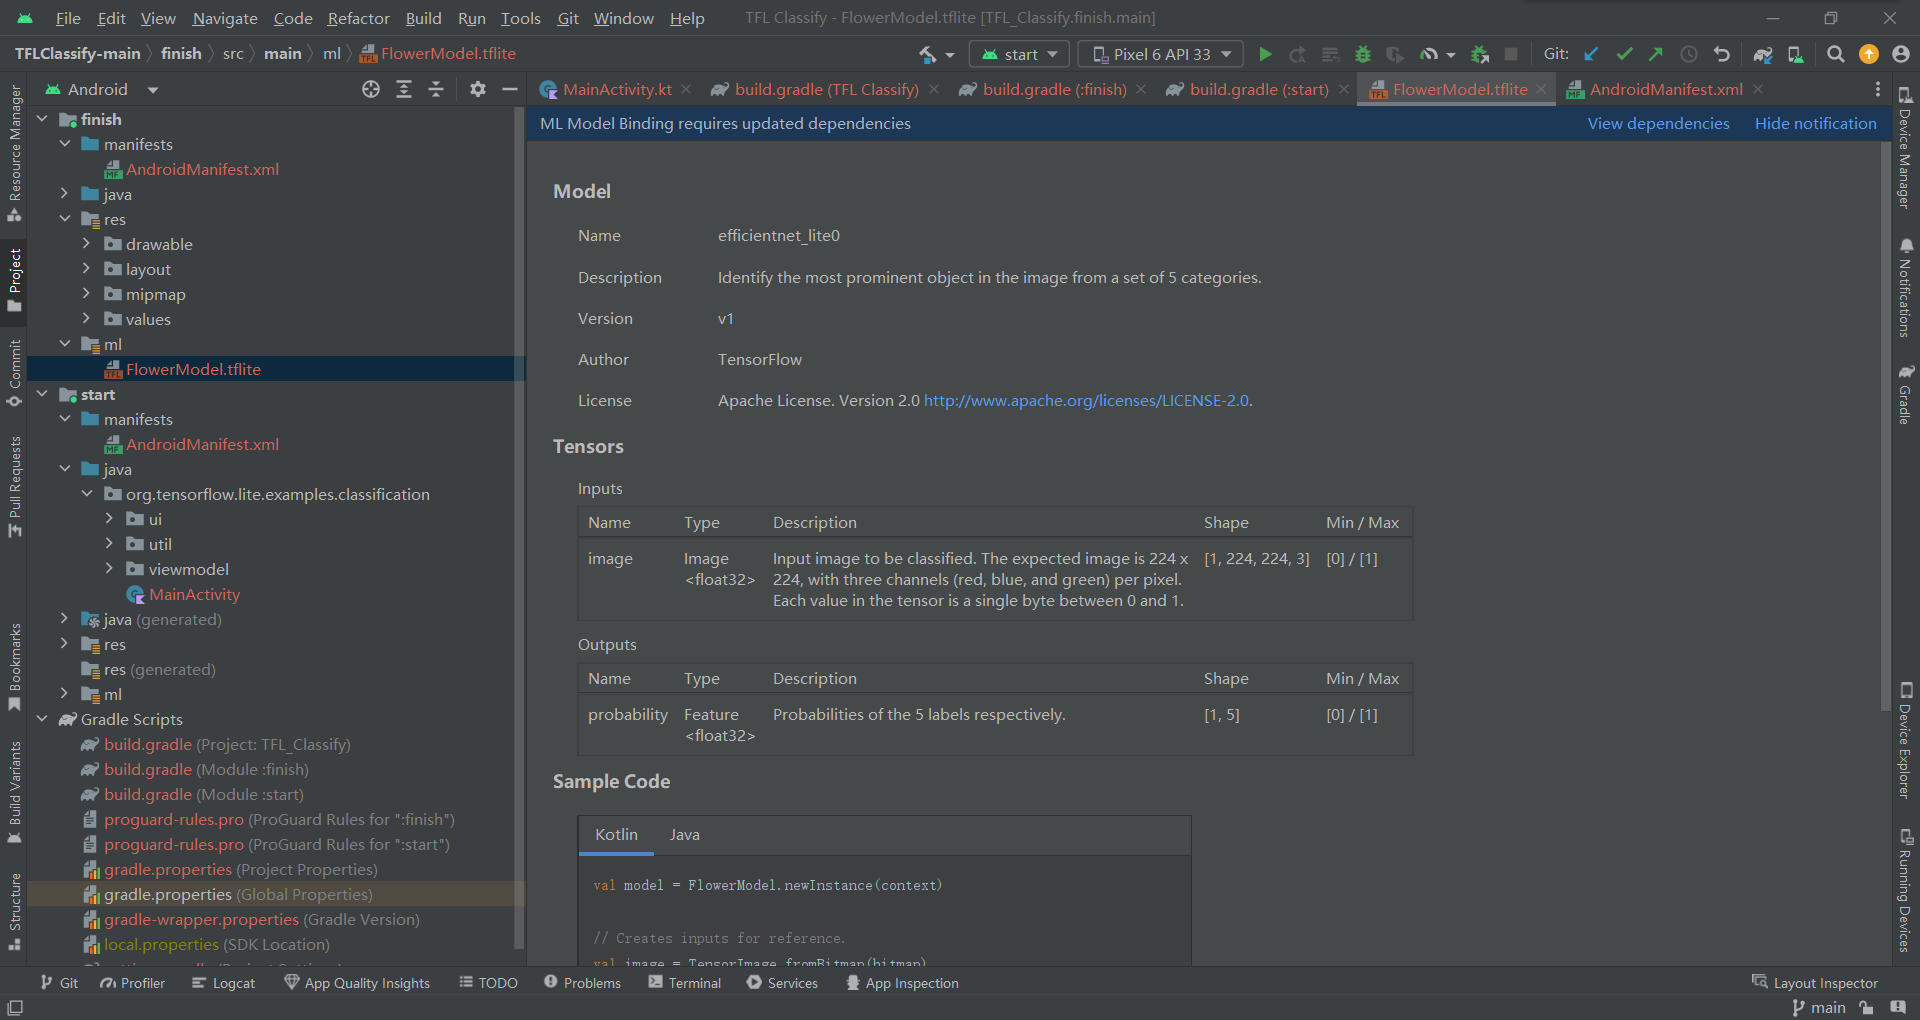 File Edit View Navigate Code Refactor Build Run Tools Git Window Help TFL Classify - FlowerModel.tflite [TFL_Classify.finish.main]
TFLClassify-main finish src main ml FlowerModel.tflite start Pixel 6 API 33 Git:
Android
MainActivity.kt build.gradle (TFL Classify) build.gradle (:finish) build.gradle (:start) FlowerModel.tflite AndroidManifest.xml
ML Model Binding requires updated dependencies View dependencies Hide notification
Resource Manager
Project
Commit
Pull Requests
Bookmarks
Build Variants
Structure
finish
manifests
AndroidManifest.xml
java
res
drawable
layout
mipmap
values
ml
FlowerModel.tflite
start
manifests
AndroidManifest.xml
java
org.tensorflow.lite.examples.classification
ui
util
viewmodel
MainActivity
java (generated)
res
res (generated)
ml
Gradle Scripts
build.gradle (Project: TFL_Classify)
build.gradle (Module :finish)
build.gradle (Module :start)
proguard-rules.pro (ProGuard Rules for ":finish")
proguard-rules.pro (ProGuard Rules for ":start")
gradle.properties (Project Properties)
gradle.properties (Global Properties)
gradle-wrapper.properties (Gradle Version)
local.properties (SDK Location)
Model
Name efficientnet_lite0
Description Identify the most prominent object in the image from a set of 5 categories.
Version v1
Author TensorFlow
License Apache License. Version 2.0 http://www.apache.org/licenses/LICENSE-2.0.
Tensors
Inputs
Name Type Description Shape Min / Max
image Image Input image to be classified. The expected image is 224 x [1, 224, 224, 3] [0] / [1]
<float32> 224, with three channels (red, blue, and green) per pixel.
Each value in the tensor is a single byte between 0 and 1.
Outputs
Name Type Description Shape Min / Max
probability Feature Probabilities of the 5 labels respectively. [1, 5] [0] / [1]
<float32>
Sample Code
Kotlin Java
val model = FlowerModel.newInstance(context)
// Creates inputs for reference.
val image = TensorImage.fromBitmap(bitmap)
Device Manager
Notifications
Gradle
Device Explorer
Running Devices
Git Profiler Logcat App Quality Insights TODO Problems Terminal Services App Inspection Layout Inspector
main